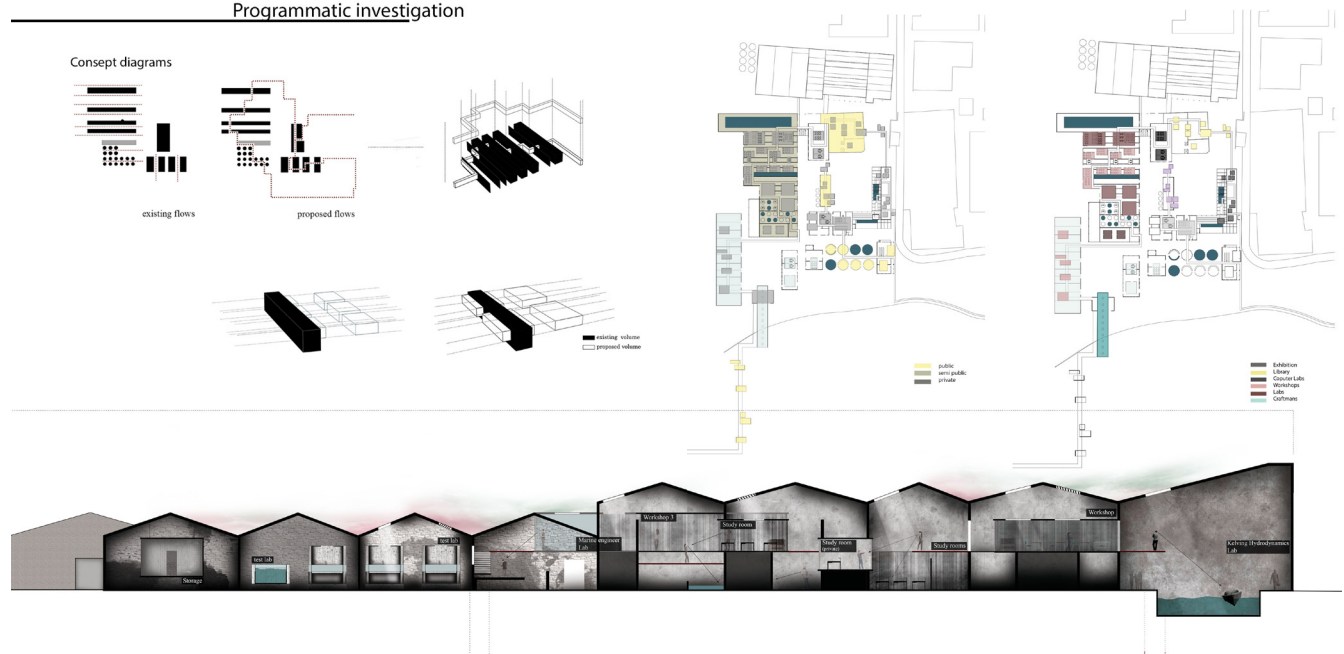 Programmatic investigation
Concept diagrams
existing flows
proposed flows
existing volume
proposed volume
public
semi public
private
Exhibition
Library
Coputer Labs
Workshops
Labs
Craftmans
Storage
test lab
test lab
Marine engineer
Lab
Workshop 3
Study room
Study room
(private)
Study rooms
Workshop
Kelving Hydrodynamics
Lab